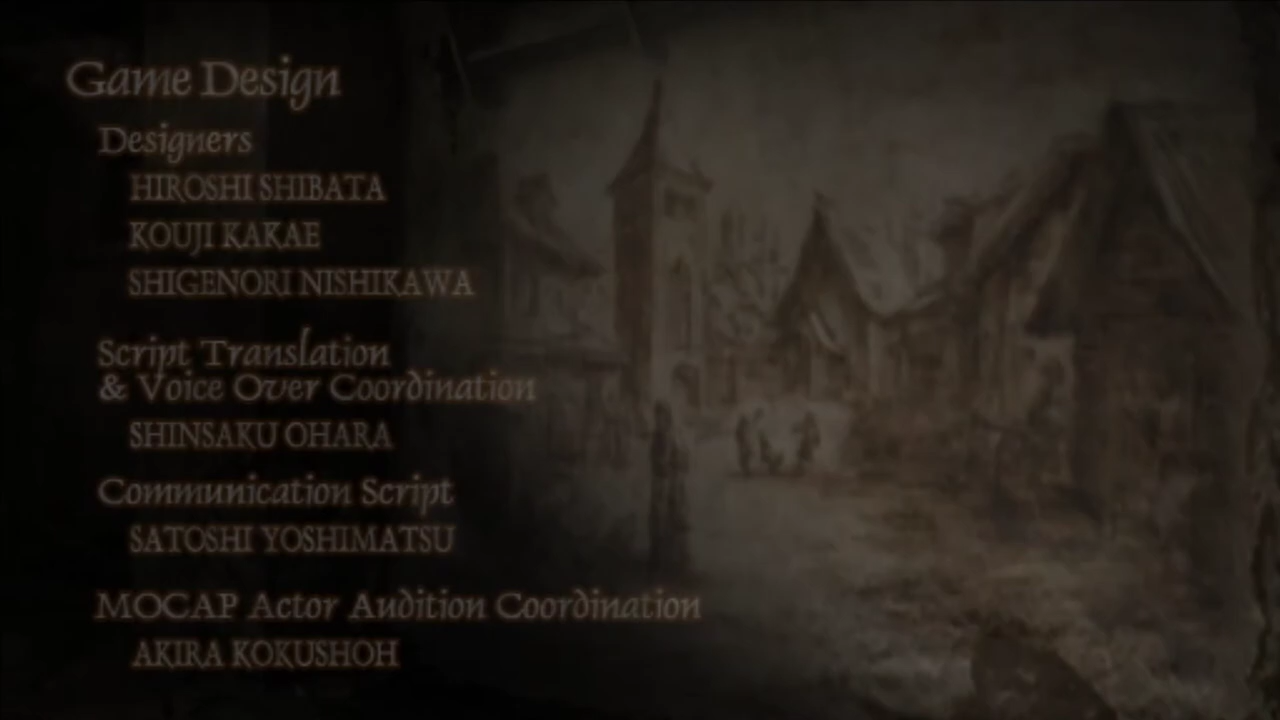 Game Design
Designers
HIROSHI SHIBATA
KOUJI KAKAE
SHIGENORI NISHIKAWA
Script Translation
& Voice Over Coordination
SHINSAKU OHARA
Communication Script
SATOSHI YOSHIMATSU
MOCAP Actor Audition Coordination
AKIRA KOKUSHOH